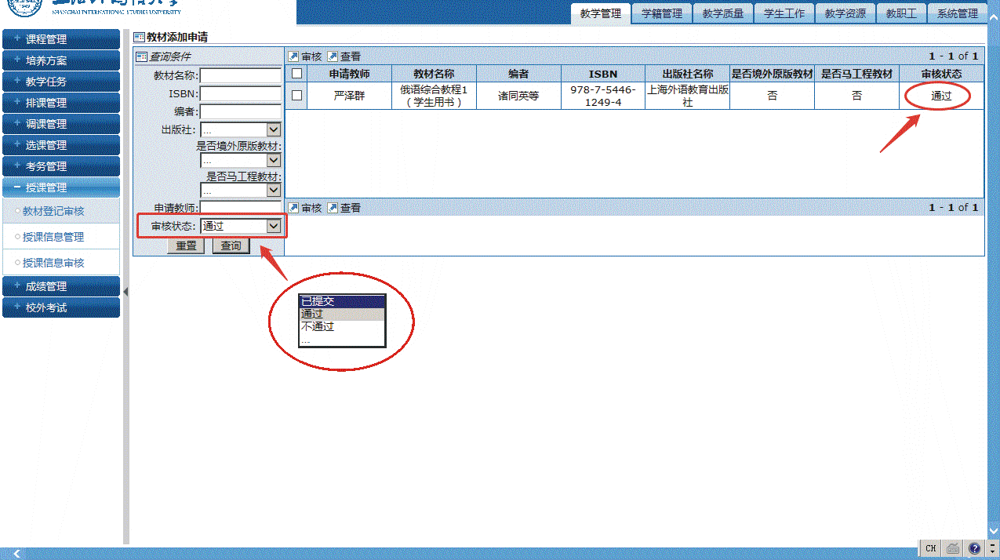 SHANGHAI INTERNATIONAL STUDIES UNIVERSITY
1949
教学管理 学籍管理 教学质量 学生工作 教学资源 教职工 系统管理
课程管理
培养方案
教学任务
排课管理
调课管理
选课管理
考务管理
授课管理
教材登记审核
授课信息管理
授课信息审核
成绩管理
校外考试
教材添加申请
查询条件
教材名称:
ISBN:
编者:
出版社: ...
是否境外原版教材:
...
是否马工程教材:
...
申请教师:
审核状态: 通过
重置 查询
审核 查看 1 - 1 of 1
申请教师 教材名称 编者 ISBN 出版社名称 是否境外原版教材 是否马工程教材 审核状态
严泽群 俄语综合教程1（学生用书） 诸同英等 978-7-5446-1249-4 上海外语教育出版社 否 否 通过
审核 查看 1 - 1 of 1
已提交
通过
不通过
...
CH